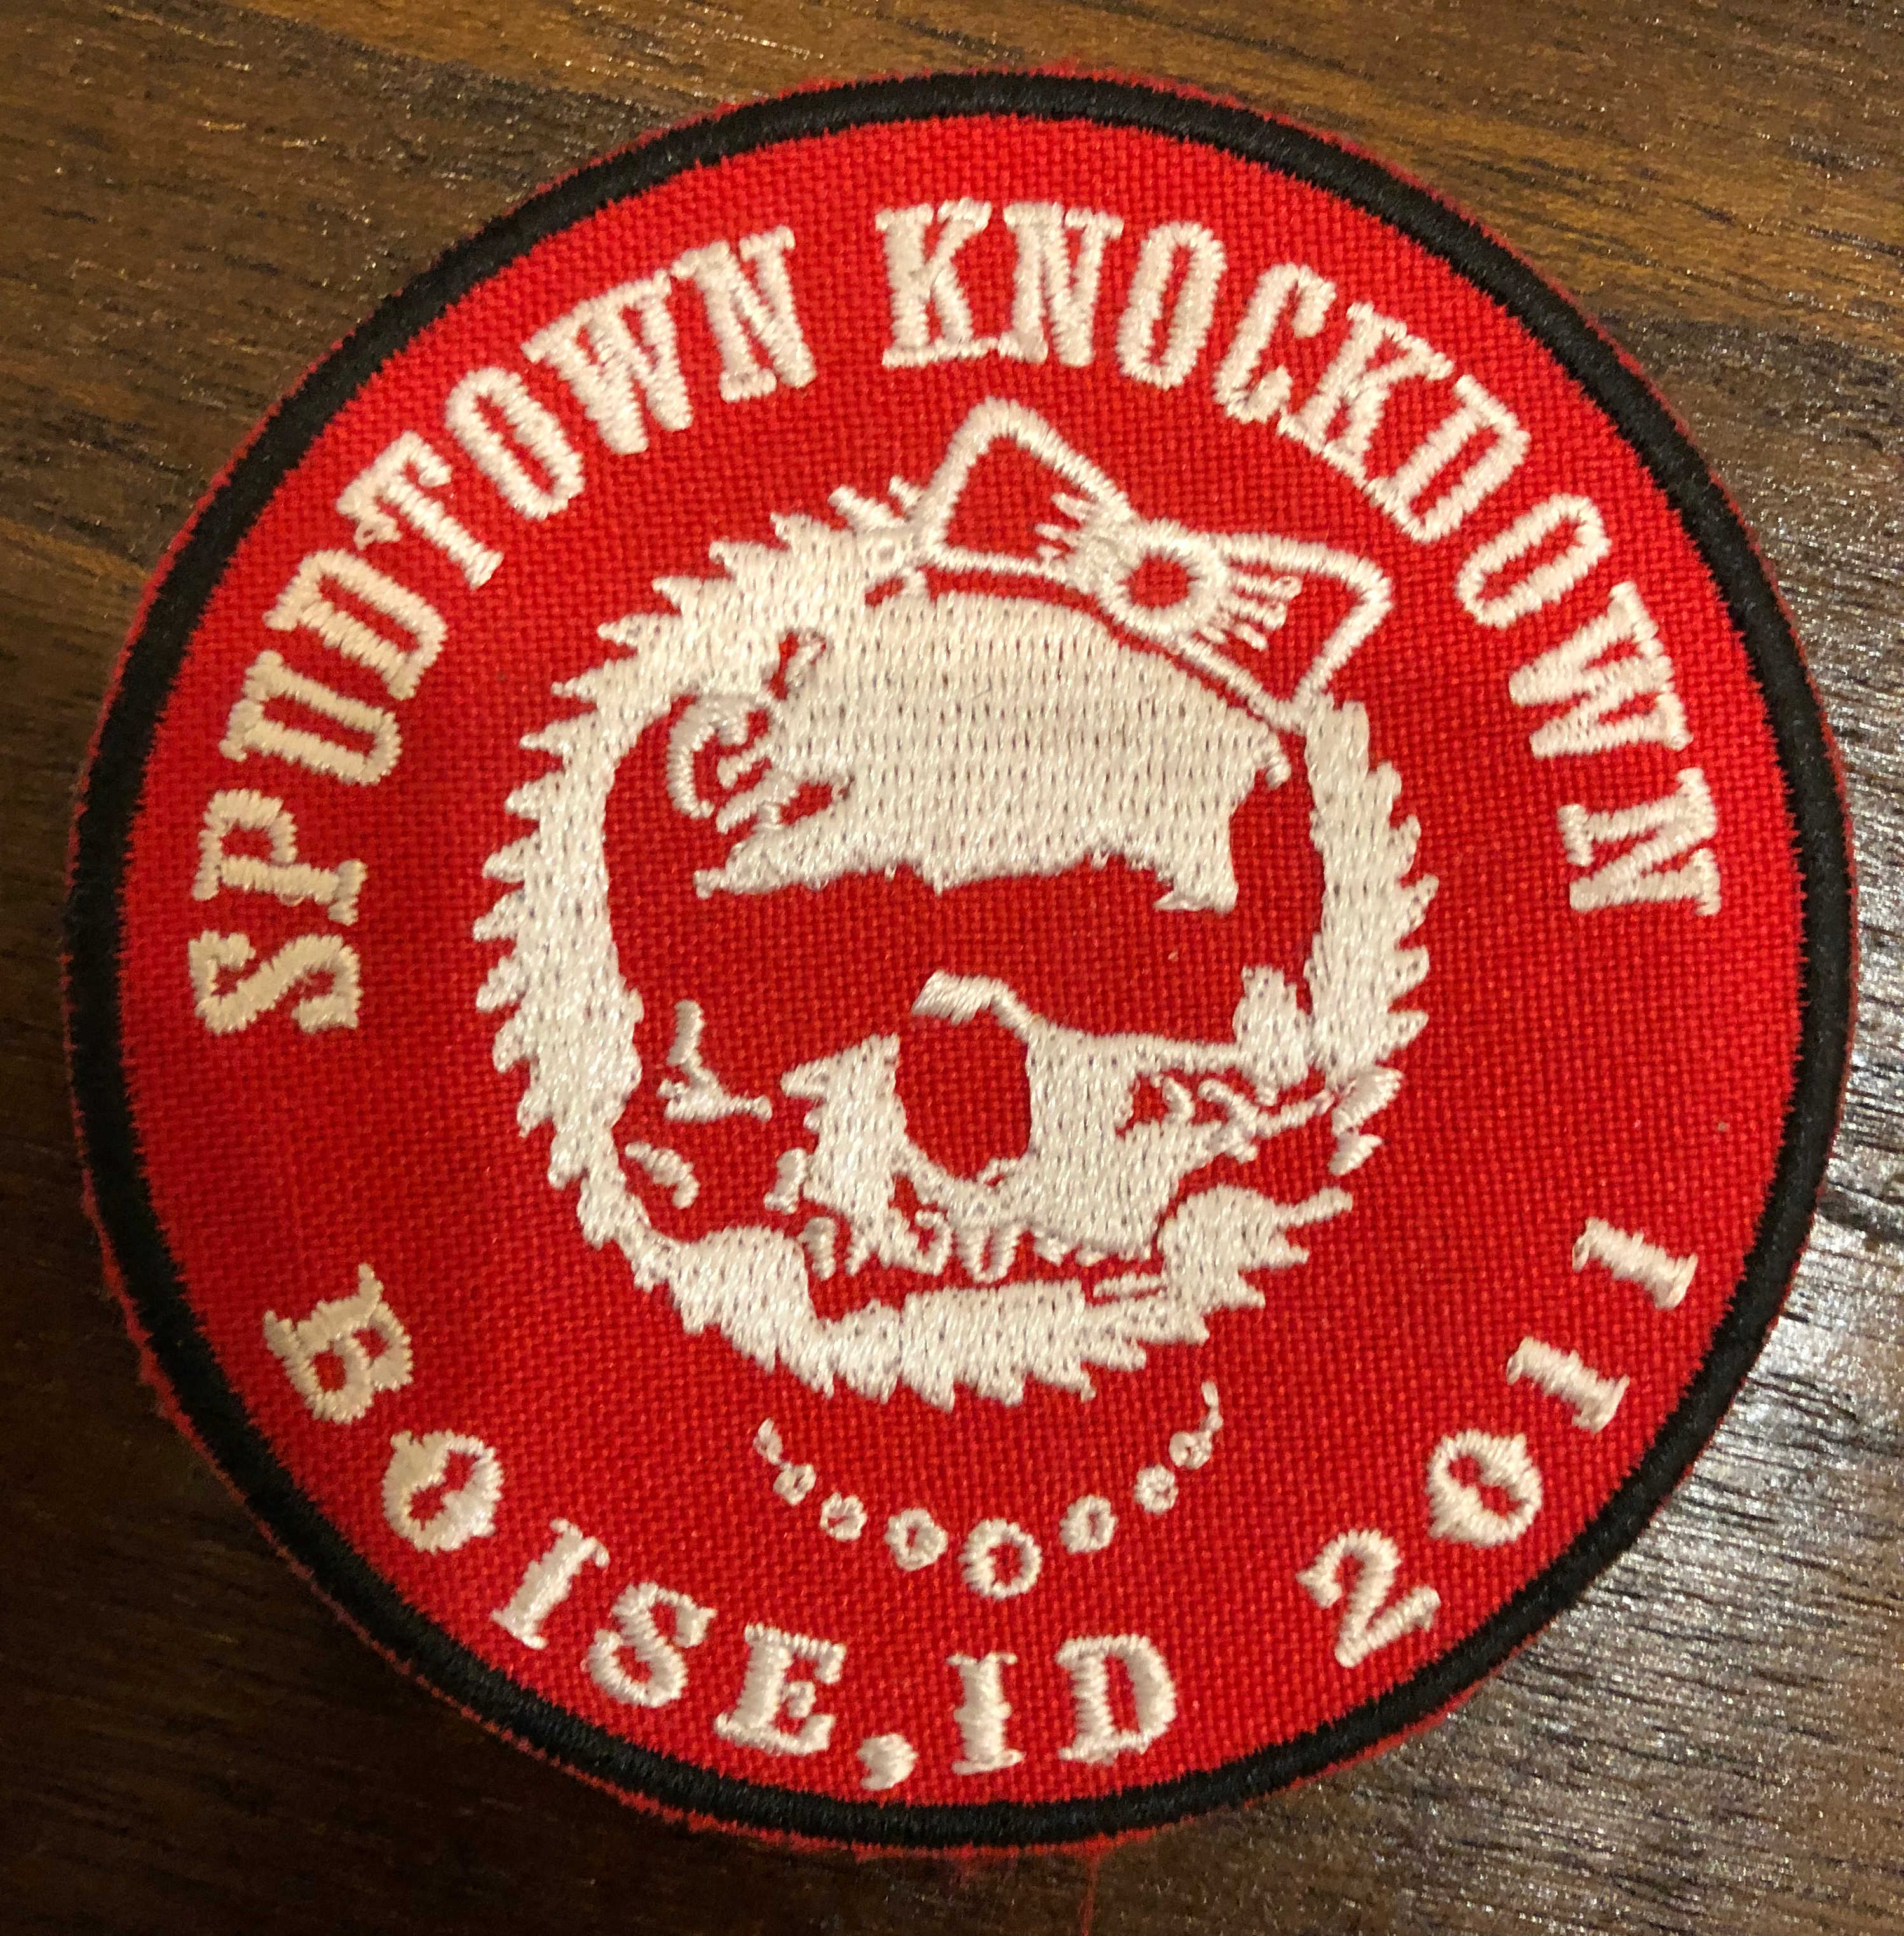 SPUDTOWN KNOCKDOWN
BOISE, ID 2011